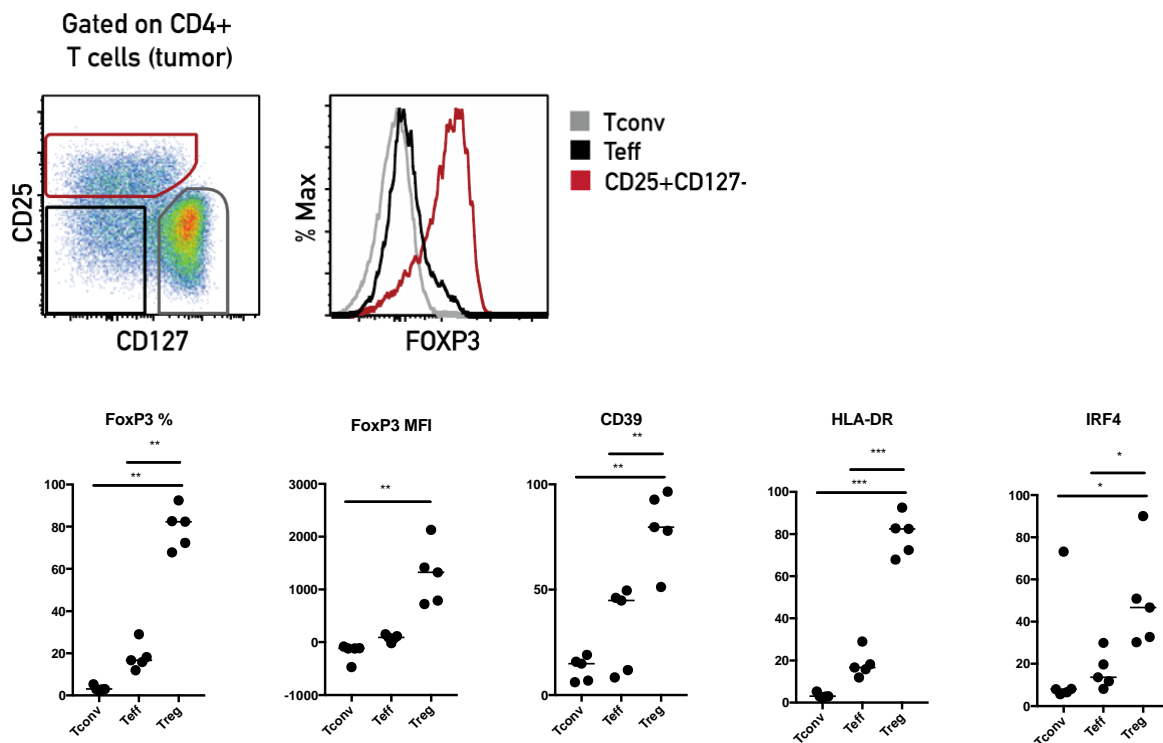 Gated on CD4+
T cells (tumor)
CD25
CD127
% Max
FOXP3
Tconv
Teff
CD25+CD127-
FoxP3 %
**
**
100
80
60
40
20
0
Tconv
Teff
Treg
FoxP3 MFI
**
3000
2000
1000
0
-1000
Tconv
Teff
Treg
CD39
**
**
100
50
0
Tconv
Teff
Treg
HLA-DR
***
***
100
80
60
40
20
0
Tconv
Teff
Treg
IRF4
*
*
100
80
60
40
20
0
Tconv
Teff
Treg